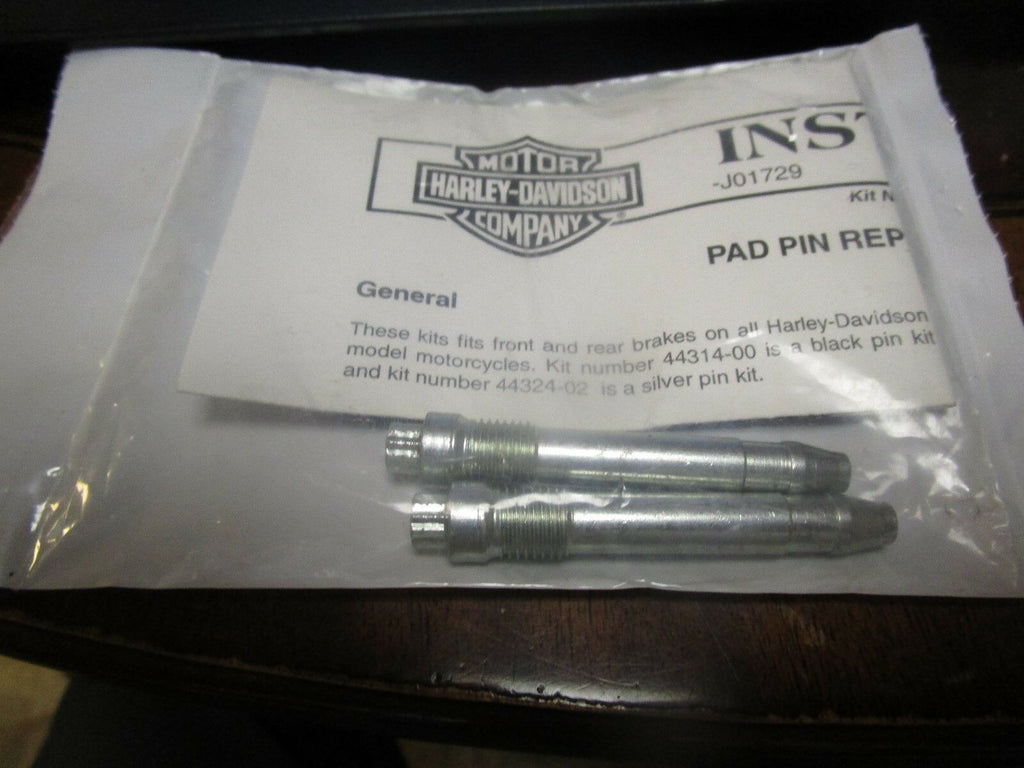 MOTOR
HARLEY-DAVIDSON
COMPANY
®
INS
-J01729
Kit N
PAD PIN REP
General
These kits fits front and rear brakes on all Harley-Davidson
model motorcycles. Kit number 44314-00 is a black pin kit
and kit number 44324-02 is a silver pin kit.